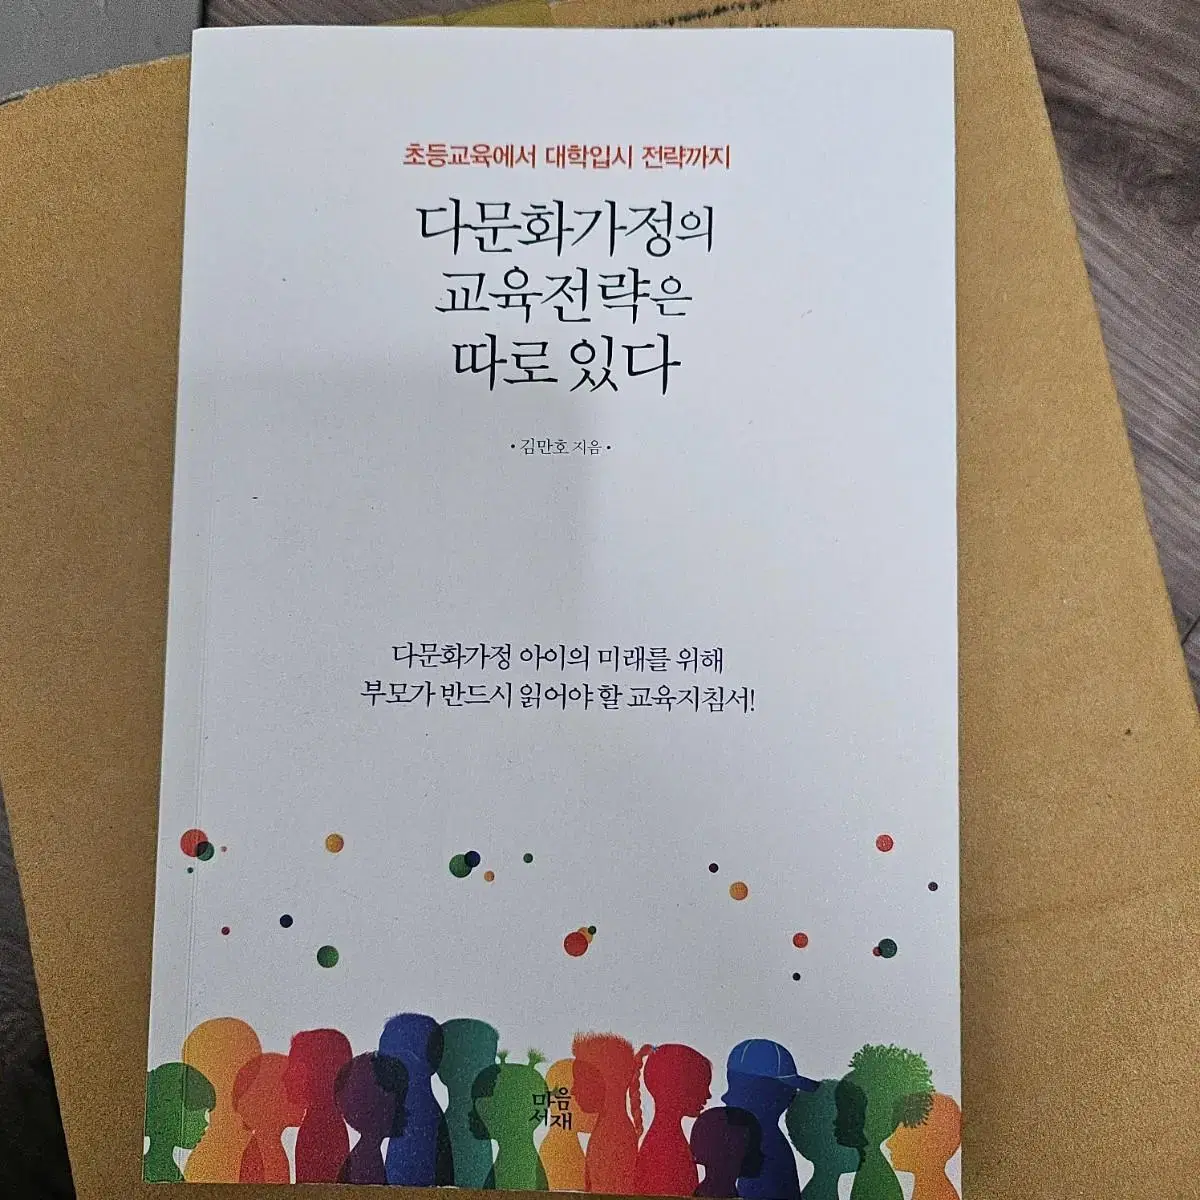 초등교육에서 대학입시 전략까지
다문화가정의
교육전략은
따로 있다
• 김만호 지음 •
다문화가정 아이의 미래를 위해
부모가 반드시 읽어야 할 교육지침서!
마음
서재